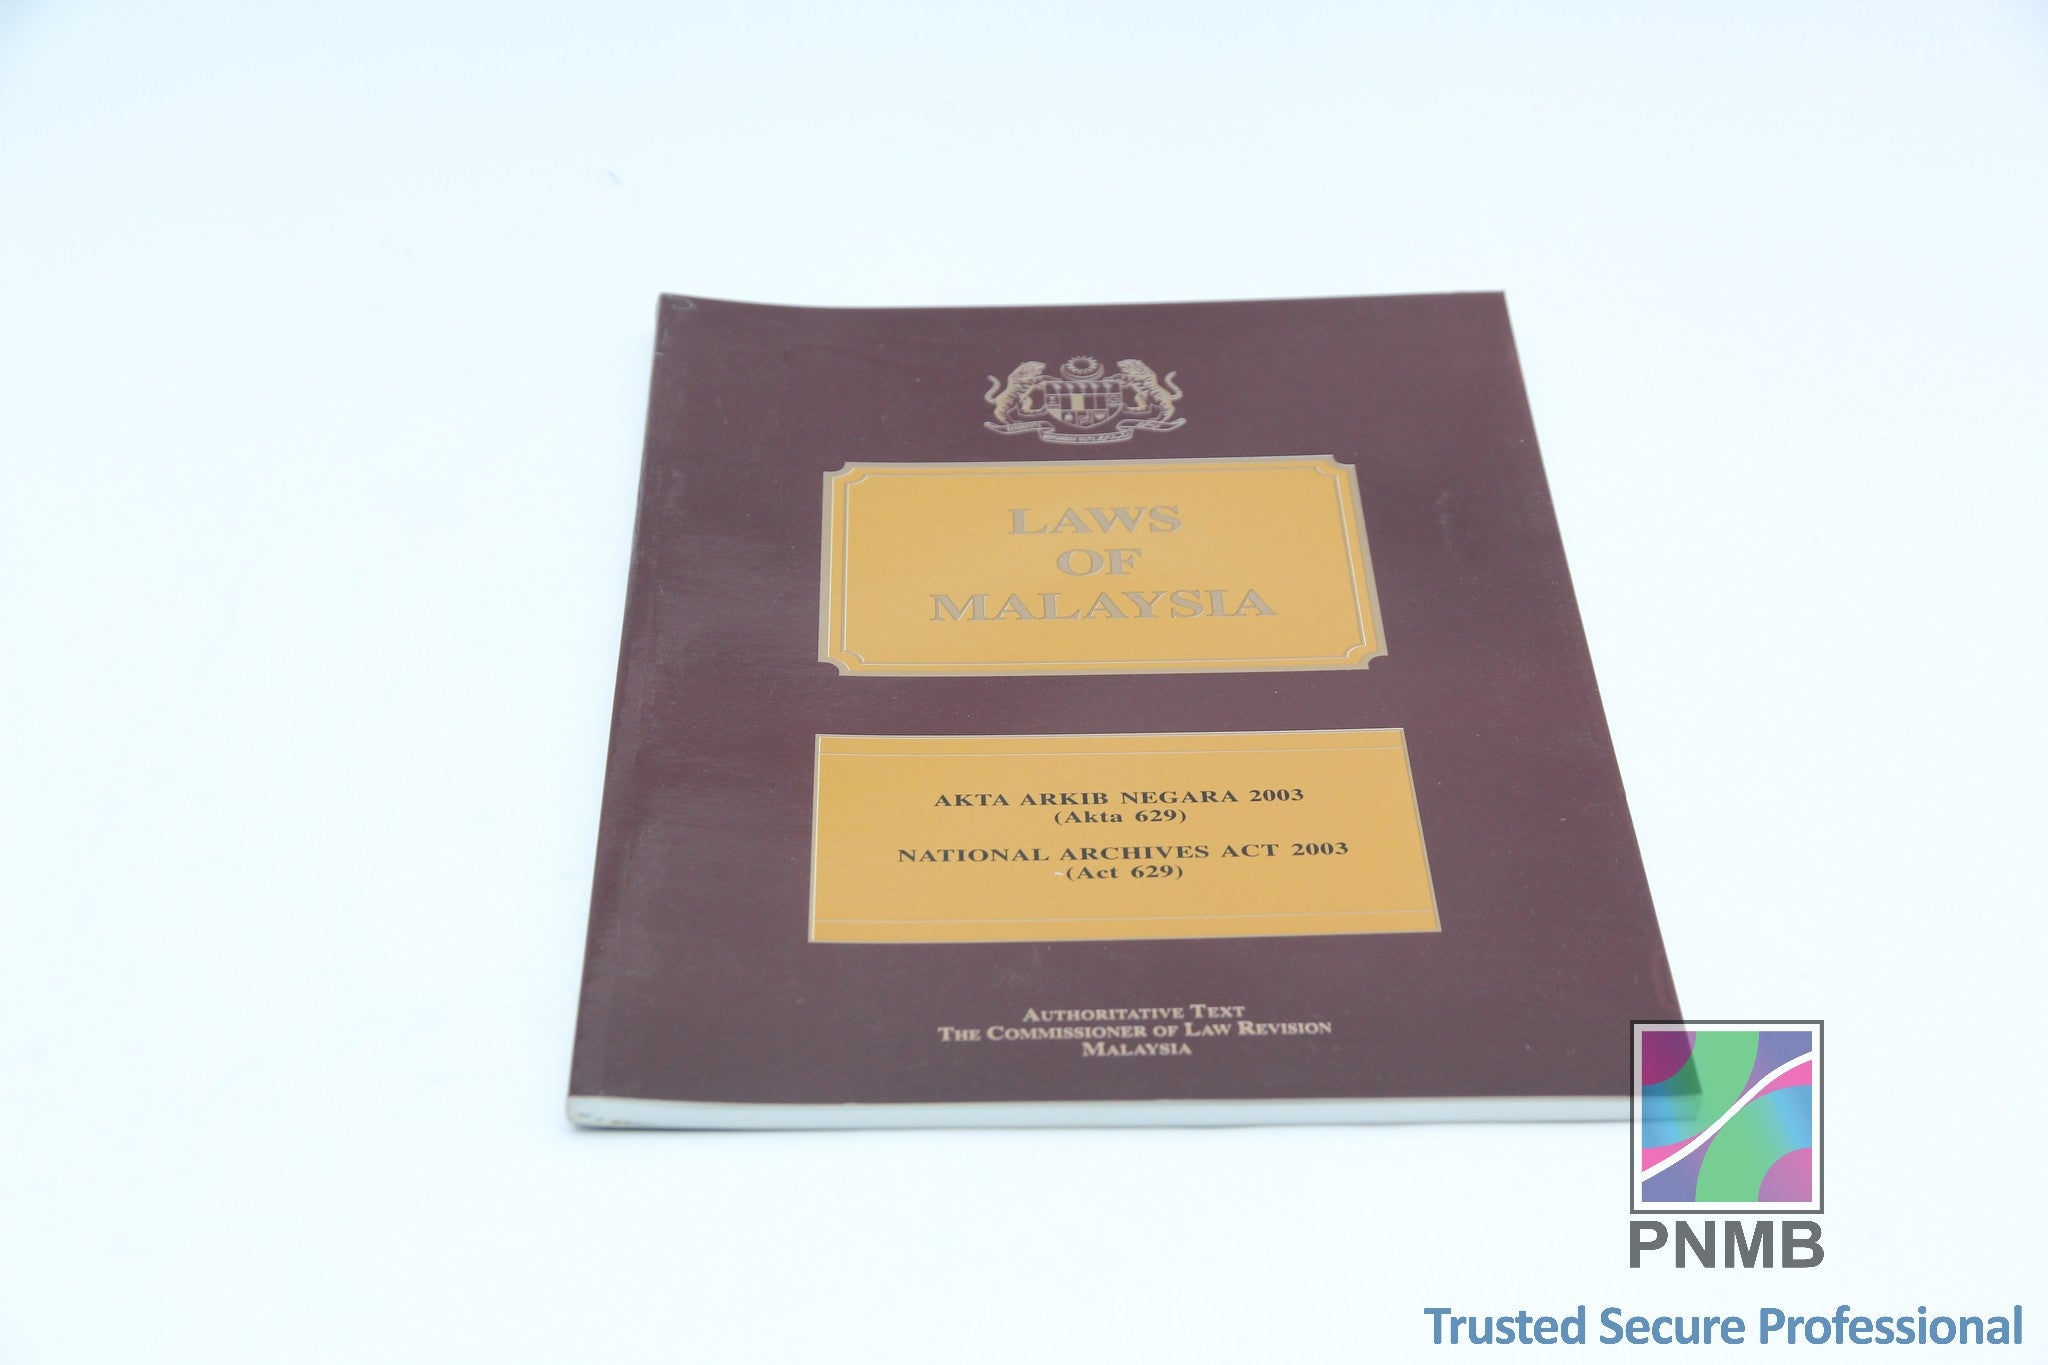 LAWS
OF
MALAYSIA
AKTA ARKIB NEGARA 2003
(Akta 629)
NATIONAL ARCHIVES ACT 2003
(Act 629)
AUTHORITATIVE TEXT
THE COMMISSIONER OF LAW REVISION
MALAYSIA
PNMB
Trusted Secure Professional